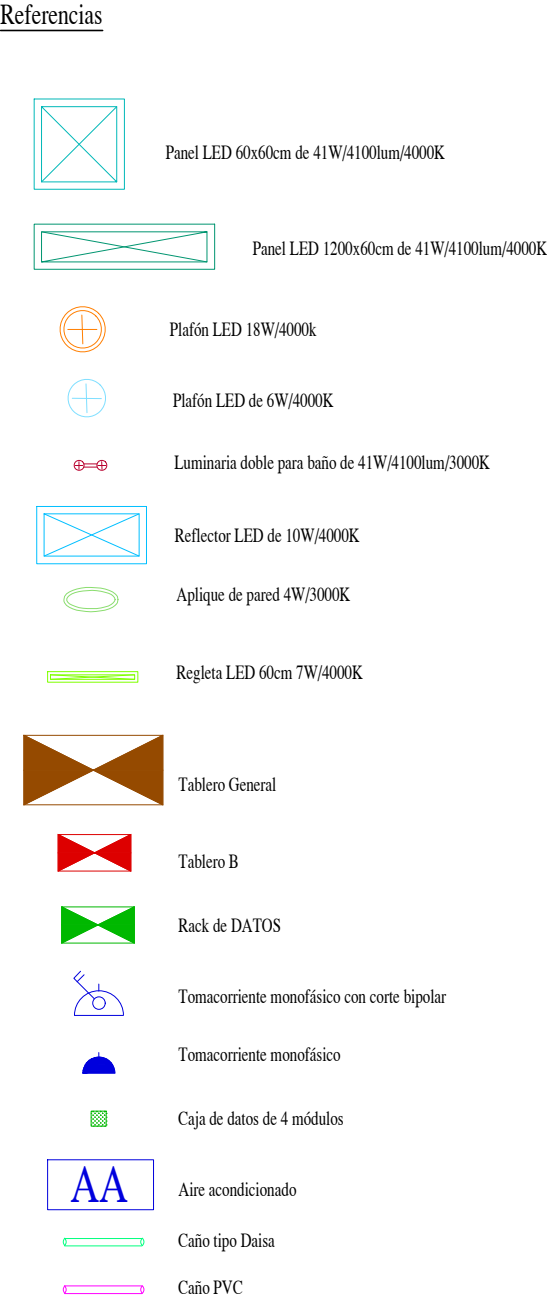 Referencias
Panel LED 60x60cm de 41W/4100lum/4000K
Panel LED 1200x60cm de 41W/4100lum/4000K
Plafón LED 18W/4000k
Plafón LED de 6W/4000K
Luminaria doble para baño de 41W/4100lum/3000K
Reflector LED de 10W/4000K
Aplique de pared 4W/3000K
Regleta LED 60cm 7W/4000K
Tablero General
Tablero B
Rack de DATOS
Tomacorriente monofásico con corte bipolar
Tomacorriente monofásico
Caja de datos de 4 módulos
AA Aire acondicionado
Caño tipo Daisa
Caño PVC